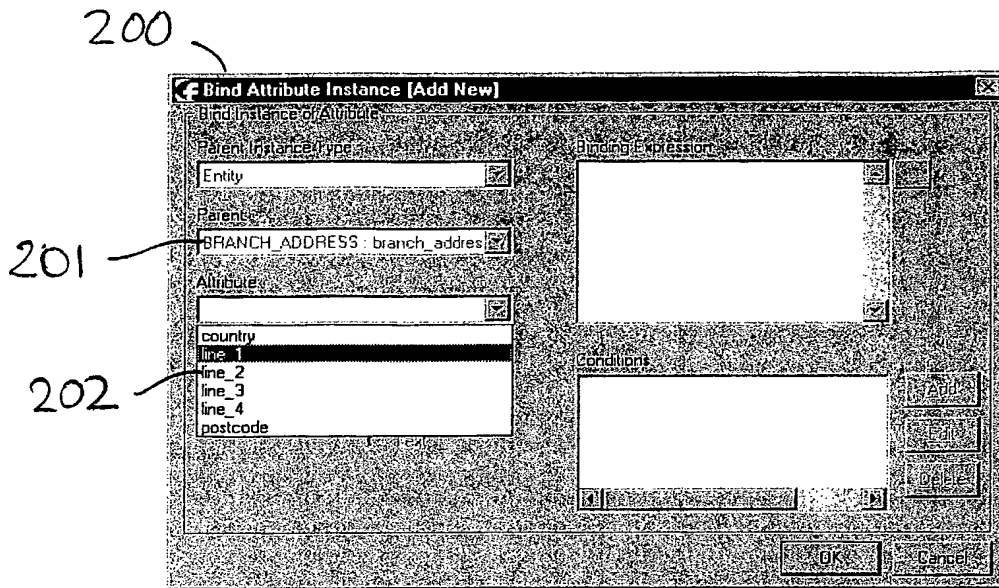 200
Bind Attribute Instance [Add New]
Bind Instance of Attribute
Parent Instance Type
Entity
Binding Expression
Parent
BRANCH_ADDRESS : branch_addres
201
Attribute
country
line_1
line_2
line_3
line_4
postcode
202
Conditions
Add
Edit
Delete
OK
Cancel